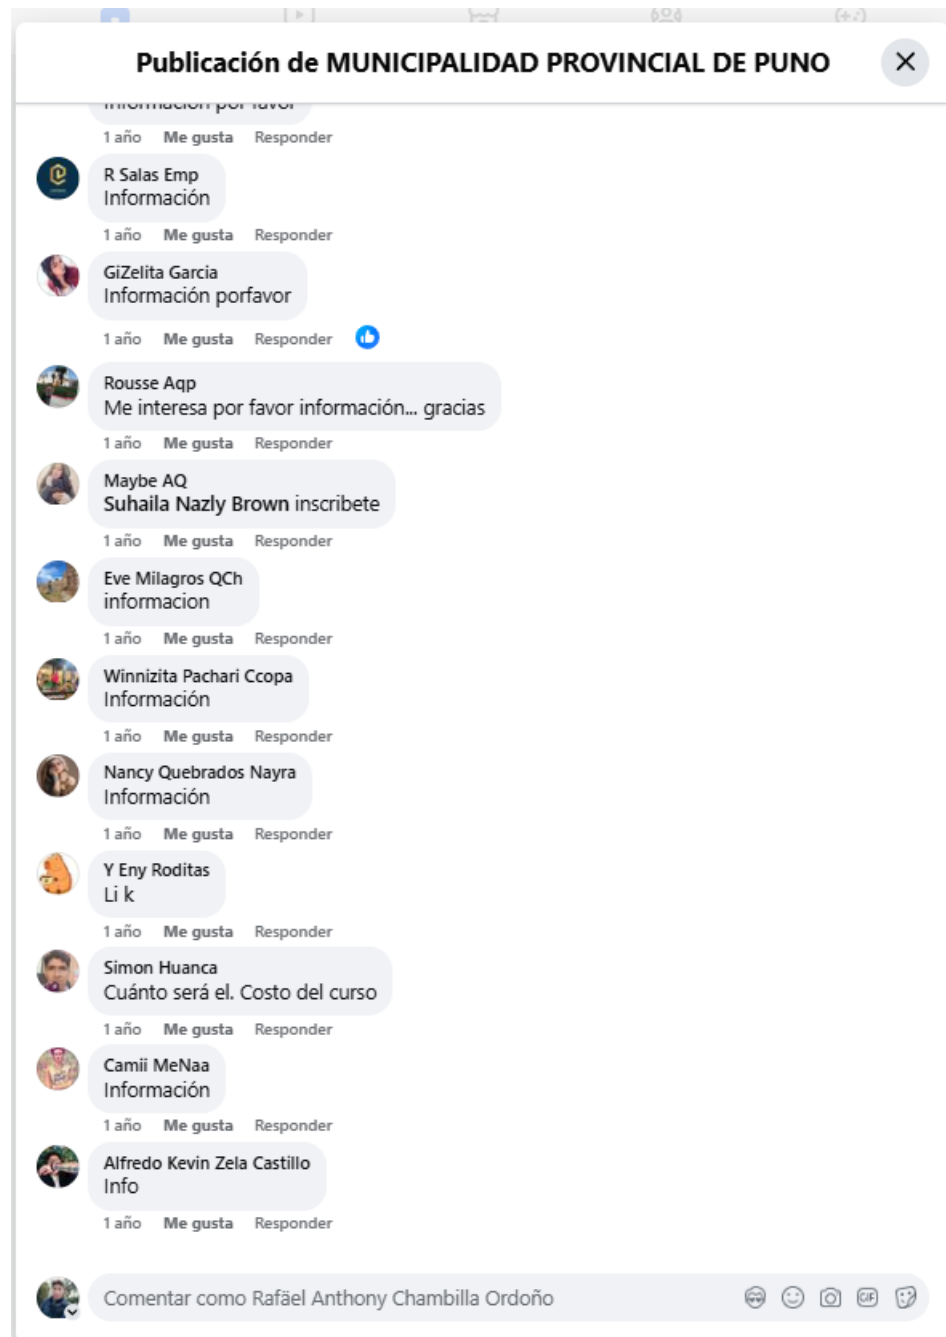 Publicación de MUNICIPALIDAD PROVINCIAL DE PUNO
Información por favor
1 año Me gusta Responder
R Salas Emp
Información
1 año Me gusta Responder
GiZelita Garcia
Información porfavor
1 año Me gusta Responder
Rousse Aqp
Me interesa por favor información... gracias
1 año Me gusta Responder
Maybe AQ
Suhaila Nazly Brown inscribete
1 año Me gusta Responder
Eve Milagros QCh
informacion
1 año Me gusta Responder
Winnizita Pachari Ccopa
Información
1 año Me gusta Responder
Nancy Quebrados Nayra
Información
1 año Me gusta Responder
Y Eny Roditas
Li k
1 año Me gusta Responder
Simon Huanca
Cuánto será el. Costo del curso
1 año Me gusta Responder
Camii MeNaa
Información
1 año Me gusta Responder
Alfredo Kevin Zela Castillo
Info
1 año Me gusta Responder
Comentar como Rafäel Anthony Chambilla Ordoño
GIF